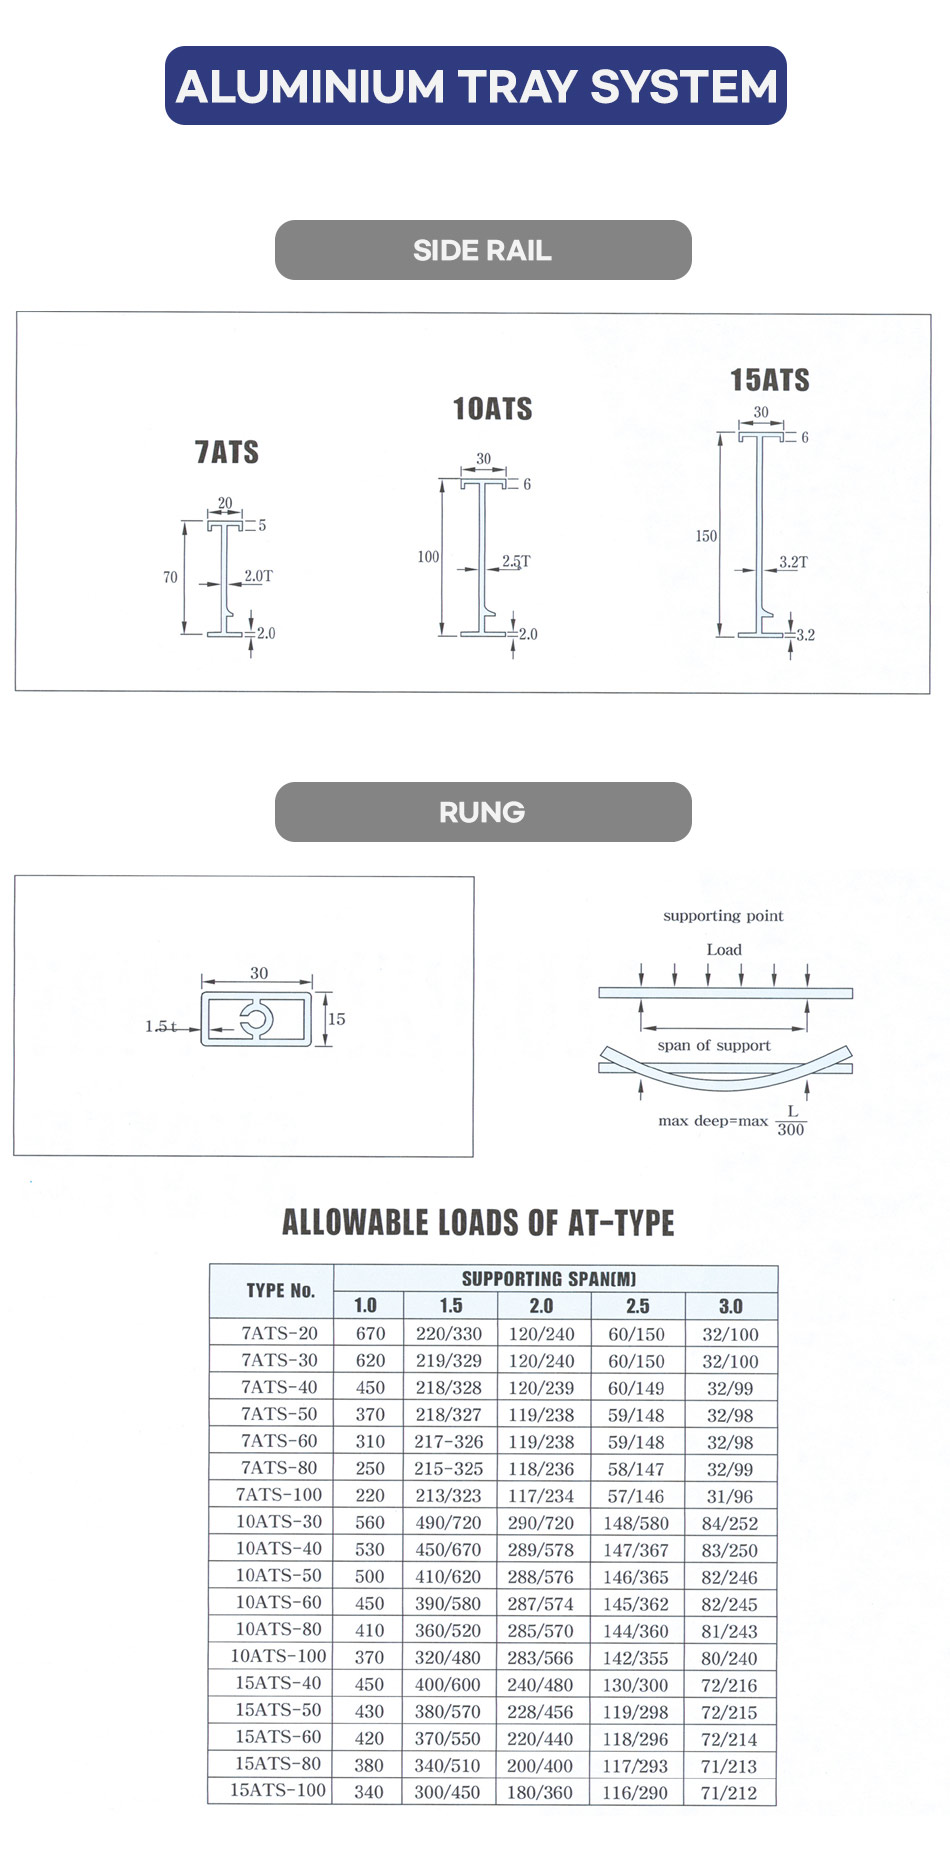 ALUMINIUM TRAY SYSTEM
SIDE RAIL
7ATS
20
5
70
2.0T
2.0
10ATS
30
6
100
2.5T
2.0
15ATS
30
6
150
3.2T
3.2
RUNG
30
1.5t
15
supporting point
Load
span of support
max deep=max L/300
ALLOWABLE LOADS OF AT-TYPE
TYPE No. SUPPORTING SPAN(M)
1.0 1.5 2.0 2.5 3.0
7ATS-20 670 220/330 120/240 60/150 32/100
7ATS-30 620 219/329 120/240 60/150 32/100
7ATS-40 450 218/328 120/239 60/149 32/99
7ATS-50 370 218/327 119/238 59/148 32/98
7ATS-60 310 217-326 119/238 59/148 32/98
7ATS-80 250 215-325 118/236 58/147 32/99
7ATS-100 220 213/323 117/234 57/146 31/96
10ATS-30 560 490/720 290/720 148/580 84/252
10ATS-40 530 450/670 289/578 147/367 83/250
10ATS-50 500 410/620 288/576 146/365 82/246
10ATS-60 450 390/580 287/574 145/362 82/245
10ATS-80 410 360/520 285/570 144/360 81/243
10ATS-100 370 320/480 283/566 142/355 80/240
15ATS-40 450 400/600 240/480 130/300 72/216
15ATS-50 430 380/570 228/456 119/298 72/215
15ATS-60 420 370/550 220/440 118/296 72/214
15ATS-80 380 340/510 200/400 117/293 71/213
15ATS-100 340 300/450 180/360 116/290 71/212